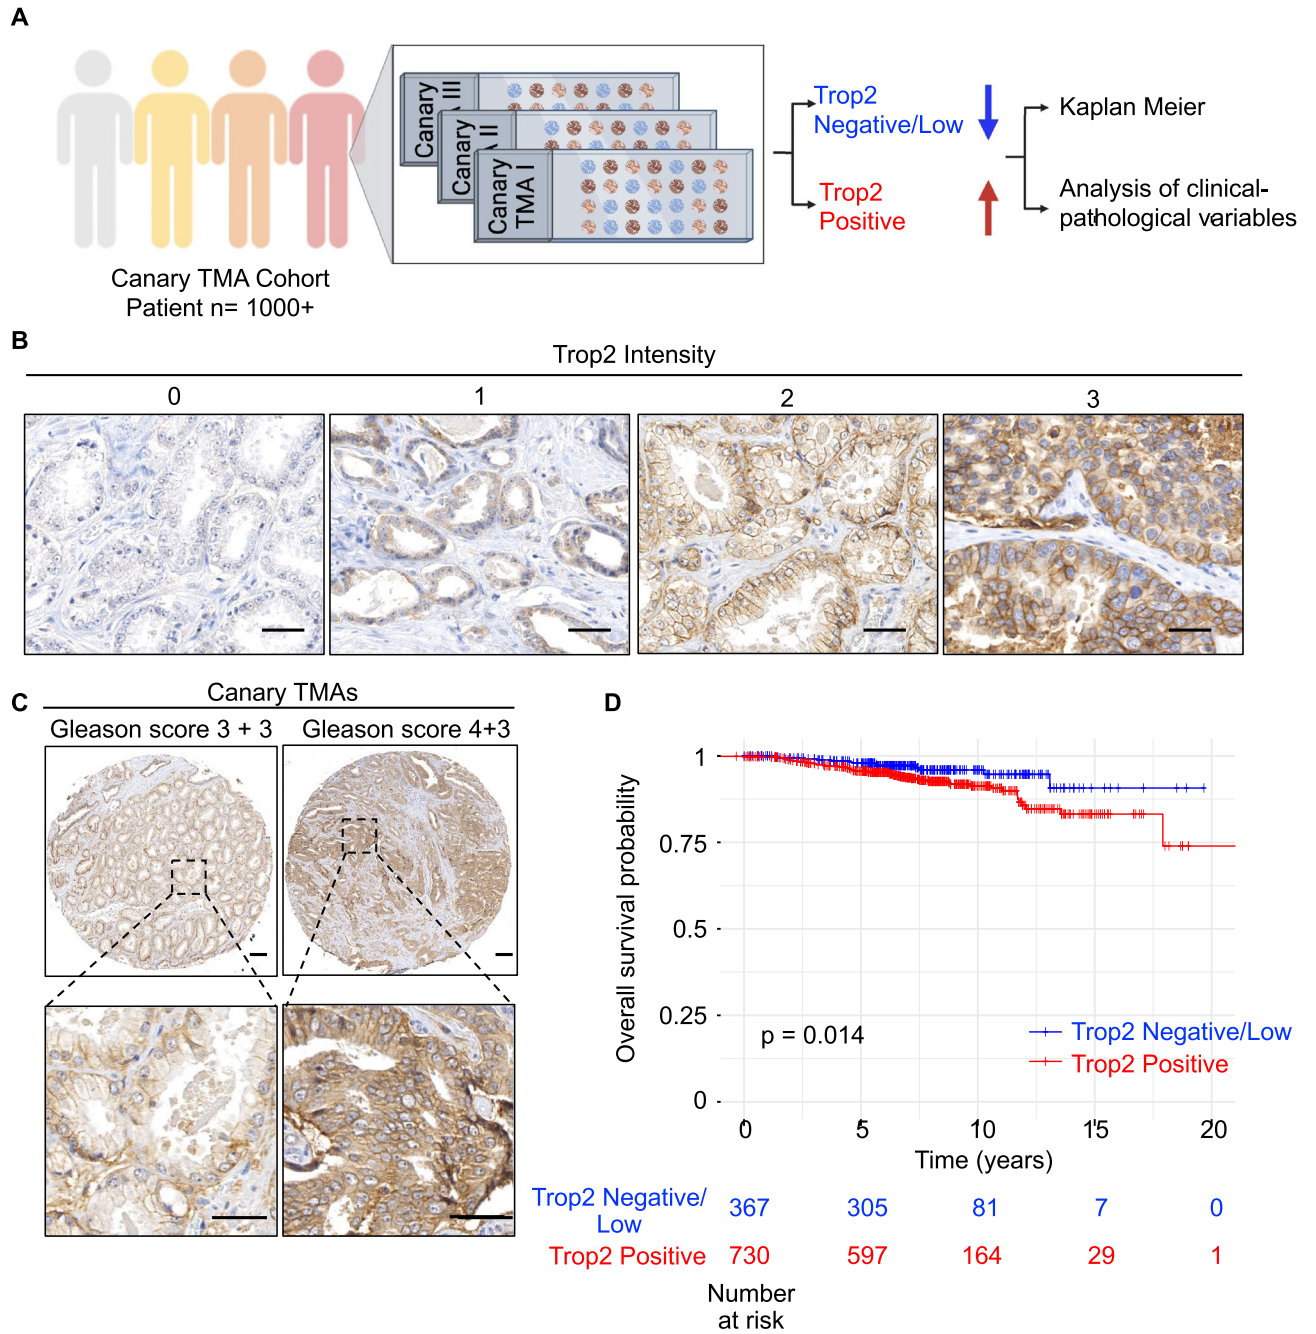 A
Canary
A III
Canary
A II
Canary
TMA I
Trop2
Negative/Low
Trop2
Positive
Kaplan Meier
Analysis of clinical-
pathological variables
Canary TMA Cohort
Patient n= 1000+
B
Trop2 Intensity
0 1 2 3
C
Canary TMAs
Gleason score 3 + 3 Gleason score 4+3
D
Overall survival probability
1
0.75
0.5
0.25
0
p = 0.014
Trop2 Negative/Low
Trop2 Positive
0 5 10 15 20
Time (years)
Trop2 Negative/
Low
367 305 81 7 0
Trop2 Positive 730 597 164 29 1
Number
at risk